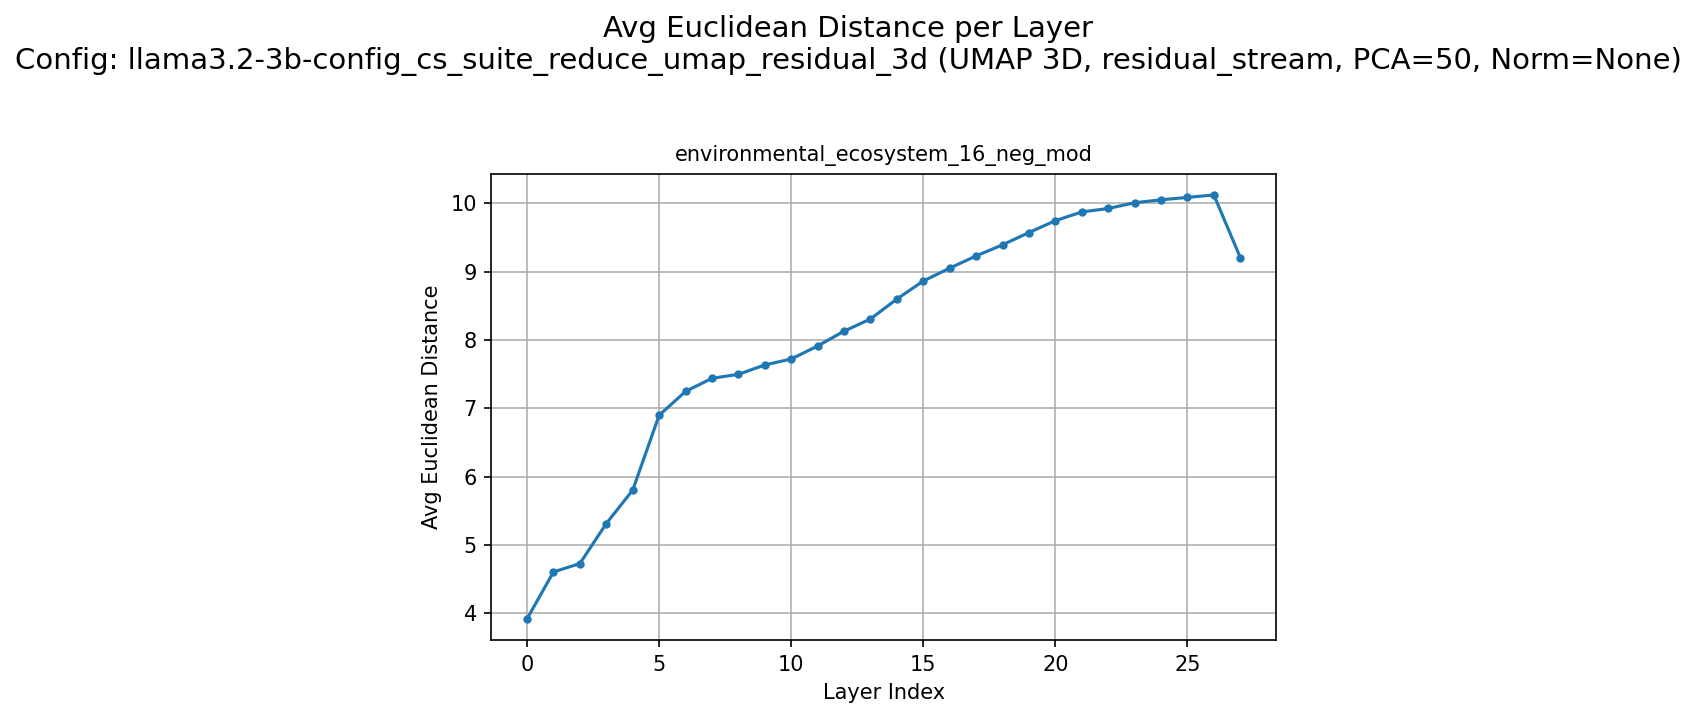 Avg Euclidean Distance per Layer
Config: llama3.2-3b-config_cs_suite_reduce_umap_residual_3d (UMAP 3D, residual_stream, PCA=50, Norm=None)
environmental_ecosystem_16_neg_mod
Avg Euclidean Distance
10
9
8
7
6
5
4
0 5 10 15 20 25
Layer Index